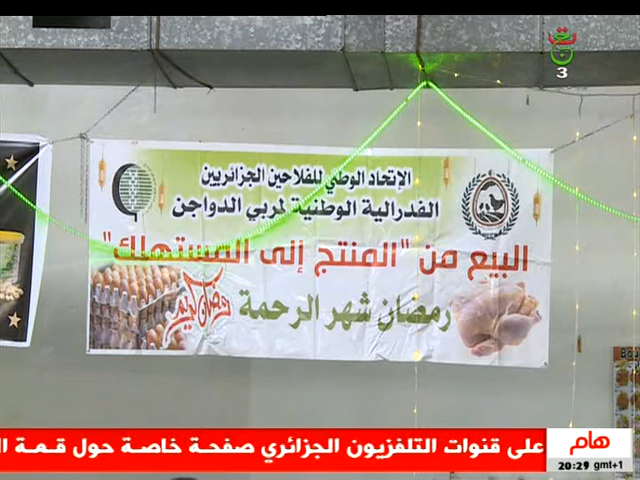 3
الإتحاد الوطني للفلاحين الجزائريين
الفدرالية الوطنية لمربي الدواجن
البيع من "المنتج إلى المستهلك"
رمضان شهر الرحمة
رمضان كريم
هام
على قنوات التلفزيون الجزائري صفحة خاصة حول قمة
20:29 gmt+1